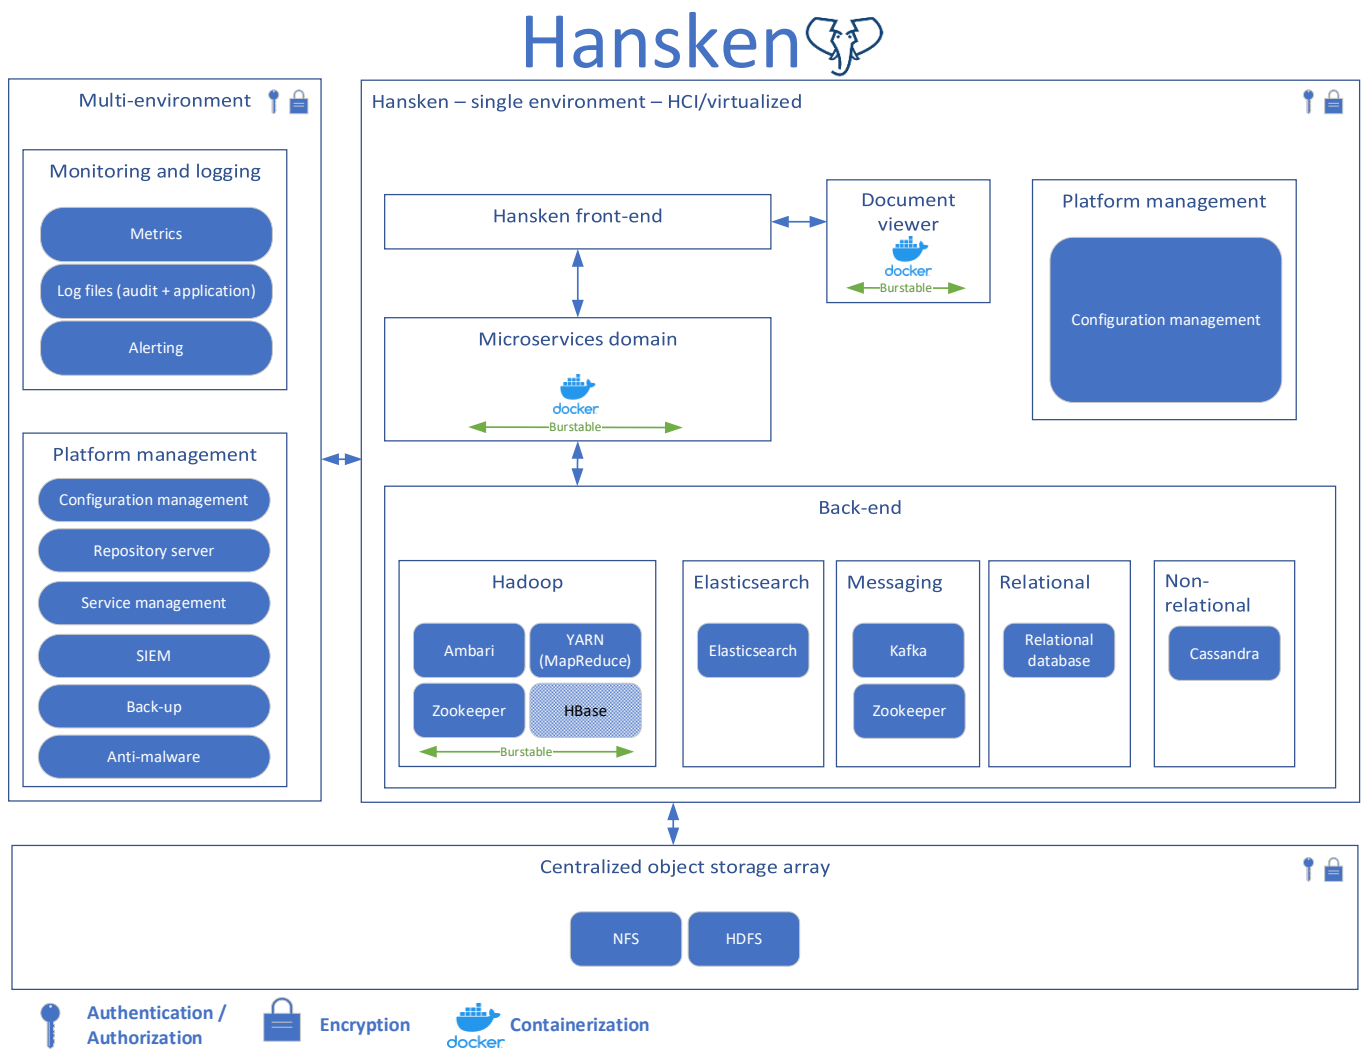 Hansken
Multi-environment
Monitoring and logging
Metrics
Log files (audit + application)
Alerting
Platform management
Configuration management
Repository server
Service management
SIEM
Back-up
Anti-malware
Hansken – single environment – HCI/virtualized
Hansken front-end
Document
viewer
docker
Burstable
Platform management
Configuration management
Microservices domain
docker
Burstable
Back-end
Hadoop
Ambari
YARN
(MapReduce)
Zookeeper
HBase
Burstable
Elasticsearch
Elasticsearch
Messaging
Kafka
Zookeeper
Relational
Relational
database
Non-
relational
Cassandra
Centralized object storage array
NFS
HDFS
Authentication /
Authorization
Encryption
docker
Containerization